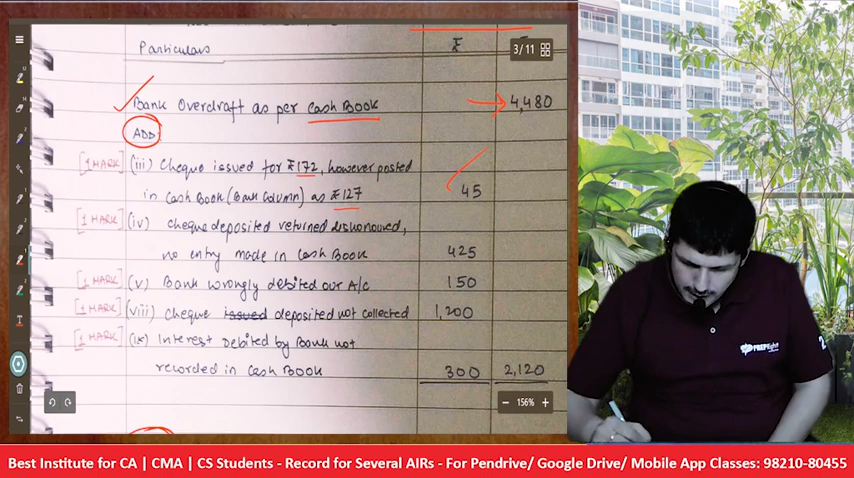 Particulars ₹
3/11
Bank Overdraft as per Cash Book 4,480
ADD:
[1 MARK] (iii) Cheque issued for ₹172, however posted
in Cash Book (Bank Column) as ₹127 45
[1 MARK] (iv) Cheque deposited returned dishonoured,
no entry made in Cash Book 425
[1 MARK] (v) Bank wrongly debited our A/c 150
[1 MARK] (viii) Cheque issued deposited not collected 1,200
[1 MARK] (ix) Interest Debited by Bank not
recorded in Cash Book 300 2,120
- 156% +
Best Institute for CA | CMA | CS Students - Record for Several AIRs - For Pendrive/ Google Drive/ Mobile App Classes: 98210-80455